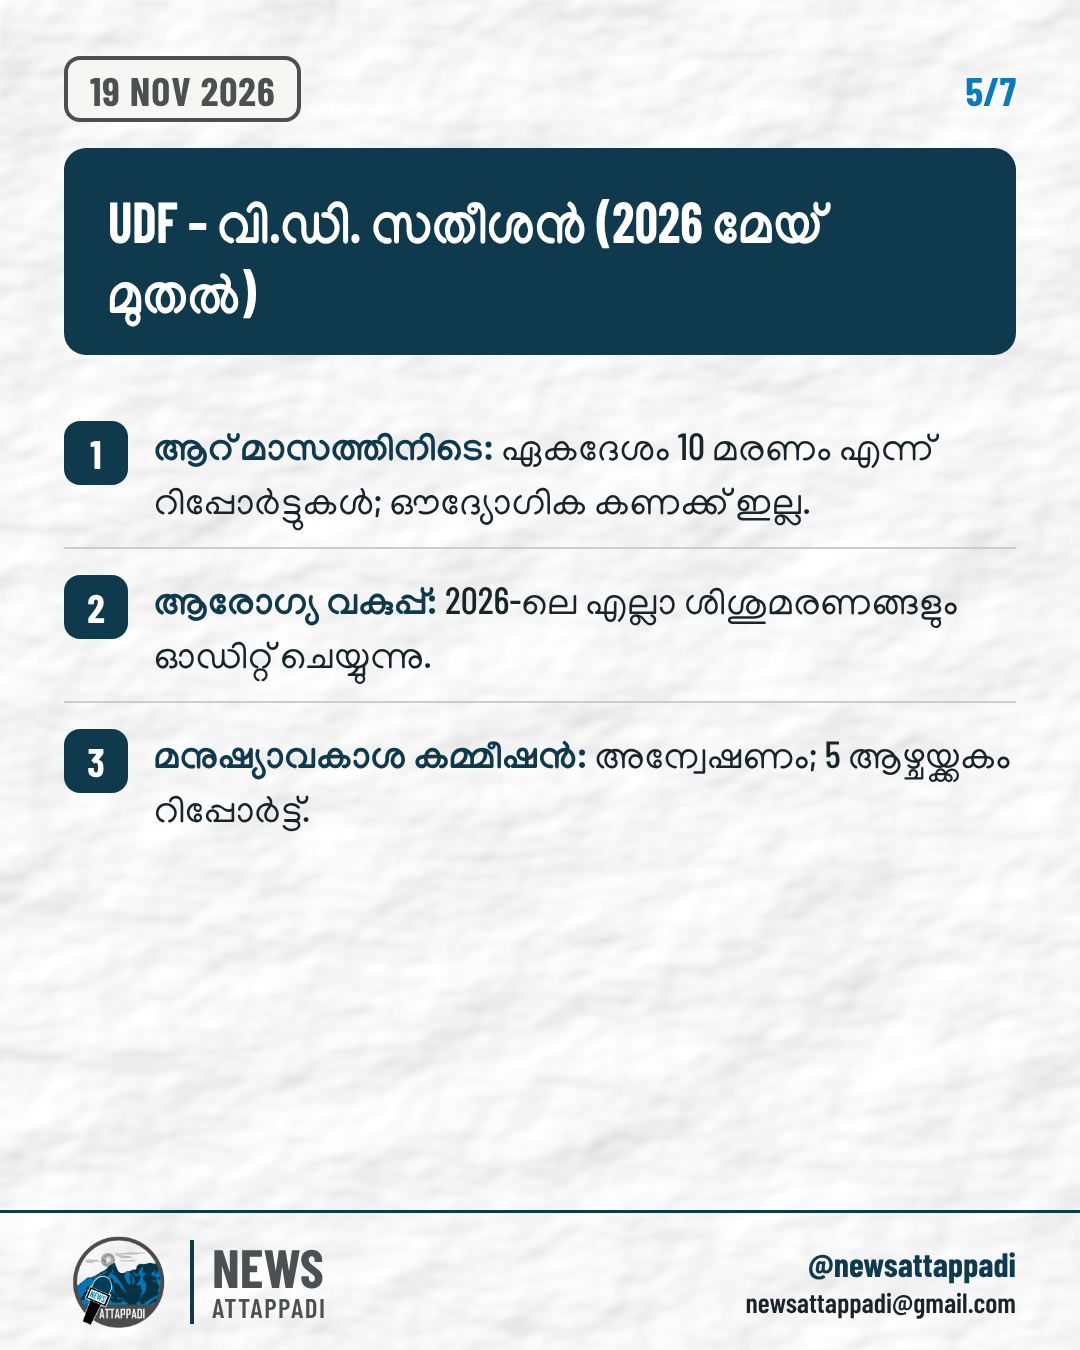 19 NOV 2026
5/7
UDF - വി.ഡി. സതീശൻ (2026 മേയ്
മുതൽ)
1 ആറ് മാസത്തിനിടെ: ഏകദേശം 10 മരണം എന്ന്
റിപ്പോർട്ടുകൾ; ഔദ്യോഗിക കണക്ക് ഇല്ല.
2 ആരോഗ്യ വകുപ്പ്: 2026-ലെ എല്ലാ ശിശുമരണങ്ങളും
ഓഡിറ്റ് ചെയ്യുന്നു.
3 മനുഷ്യാവകാശ കമ്മീഷൻ: അന്വേഷണം; 5 ആഴ്ചയ്ക്കകം
റിപ്പോർട്ട്.
NEWS
ATTAPPADI
NEWS
ATTAPPADI
@newsattappadi
newsattappadi@gmail.com